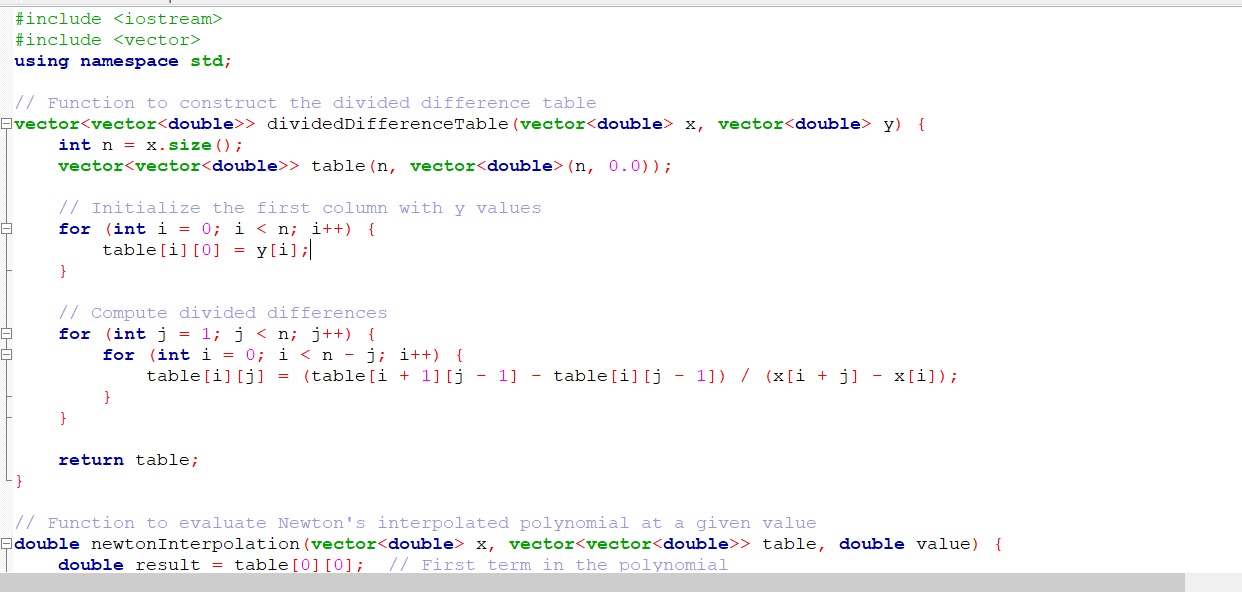 #include <iostream>
#include <vector>
using namespace std;

// Function to construct the divided difference table
vector<vector<double>> dividedDifferenceTable(vector<double> x, vector<double> y) {
    int n = x.size();
    vector<vector<double>> table(n, vector<double>(n, 0.0));

    // Initialize the first column with y values
    for (int i = 0; i < n; i++) {
        table[i][0] = y[i];
    }

    // Compute divided differences
    for (int j = 1; j < n; j++) {
        for (int i = 0; i < n - j; i++) {
            table[i][j] = (table[i + 1][j - 1] - table[i][j - 1]) / (x[i + j] - x[i]);
        }
    }

    return table;
}

// Function to evaluate Newton's interpolated polynomial at a given value
double newtonInterpolation(vector<double> x, vector<vector<double>> table, double value) {
    double result = table[0][0];  // First term in the polynomial